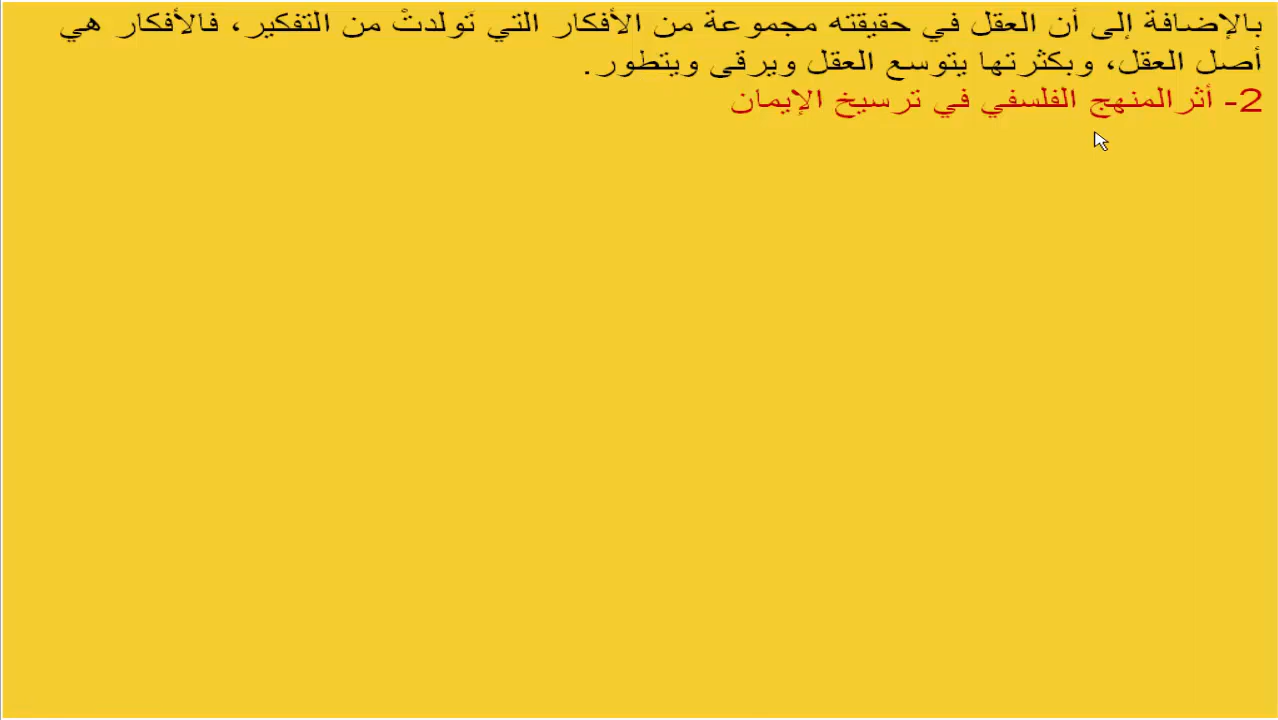 بالإضافة إلى أن العقل في حقيقته مجموعة من الأفكار التي تَولدتْ من التفكير، فالأفكار هي
أصل العقل، وبكثرتها يتوسع العقل ويرقى ويتطور.
2- أثرالمنهج الفلسفي في ترسيخ الإيمان